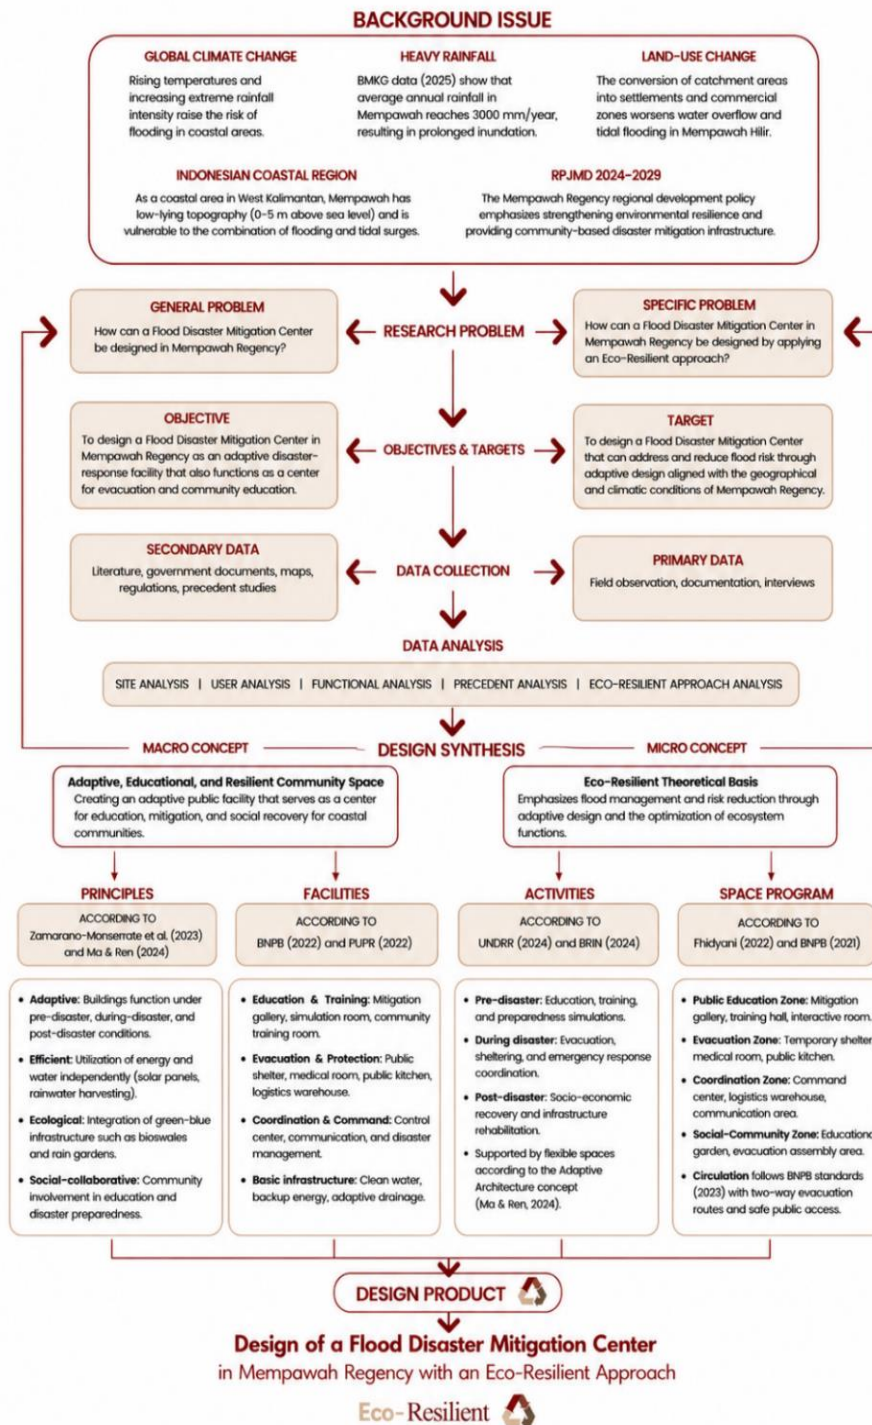 BACKGROUND ISSUE
GLOBAL CLIMATE CHANGE
Rising temperatures and
increasing extreme rainfall
intensity raise the risk of
flooding in coastal areas.
HEAVY RAINFALL
BMKG data (2025) show that
average annual rainfall in
Mempawah reaches 3000 mm/year,
resulting in prolonged inundation.
LAND-USE CHANGE
The conversion of catchment areas
into settlements and commercial
zones worsens water overflow and
tidal flooding in Mempawah Hilir.
INDONESIAN COASTAL REGION
As a coastal area in West Kalimantan, Mempawah has
low-lying topography (0-5 m above sea level) and is
vulnerable to the combination of flooding and tidal surges.
RPJMD 2024–2029
The Mempawah Regency regional development policy
emphasizes strengthening environmental resilience and
providing community-based disaster mitigation infrastructure.
GENERAL PROBLEM
How can a Flood Disaster Mitigation Center
be designed in Mempawah Regency?
RESEARCH PROBLEM
SPECIFIC PROBLEM
How can a Flood Disaster Mitigation Center in
Mempawah Regency be designed by applying
an Eco-Resilient approach?
OBJECTIVE
To design a Flood Disaster Mitigation Center in
Mempawah Regency as an adaptive disaster-
response facility that also functions as a center
for evacuation and community education.
OBJECTIVES & TARGETS
TARGET
To design a Flood Disaster Mitigation Center
that can address and reduce flood risk through
adaptive design aligned with the geographical
and climatic conditions of Mempawah Regency.
SECONDARY DATA
Literature, government documents, maps,
regulations, precedent studies
DATA COLLECTION
PRIMARY DATA
Field observation, documentation, interviews
DATA ANALYSIS
SITE ANALYSIS | USER ANALYSIS | FUNCTIONAL ANALYSIS | PRECEDENT ANALYSIS | ECO-RESILIENT APPROACH ANALYSIS
MACRO CONCEPT
DESIGN SYNTHESIS
MICRO CONCEPT
Adaptive, Educational, and Resilient Community Space
Creating an adaptive public facility that serves as a center
for education, mitigation, and social recovery for coastal
communities.
Eco-Resilient Theoretical Basis
Emphasizes flood management and risk reduction through
adaptive design and the optimization of ecosystem
functions.
PRINCIPLES
ACCORDING TO
Zamarano-Monserrate et al. (2023)
and Ma & Ren (2024)
• Adaptive: Buildings function under
pre-disaster, during-disaster, and
post-disaster conditions.
• Efficient: Utilization of energy and
water independently (solar panels,
rainwater harvesting).
• Ecological: Integration of green-blue
infrastructure such as bioswales
and rain gardens.
• Social-collaborative: Community
involvement in education and
disaster preparedness.
FACILITIES
ACCORDING TO
BNPB (2022) and PUPR (2022)
• Education & Training: Mitigation
gallery, simulation room, community
training room.
• Evacuation & Protection: Public
shelter, medical room, public kitchen,
logistics warehouse.
• Coordination & Command: Control
center, communication, and disaster
management.
• Basic infrastructure: Clean water,
backup energy, adaptive drainage.
ACTIVITIES
ACCORDING TO
UNDRR (2024) and BRIN (2024)
• Pre-disaster: Education, training,
and preparedness simulations.
• During disaster: Evacuation,
sheltering, and emergency response
coordination.
• Post-disaster: Socio-economic
recovery and infrastructure
rehabilitation.
• Supported by flexible spaces
according to the Adaptive
Architecture concept
(Ma & Ren, 2024).
SPACE PROGRAM
ACCORDING TO
Fhidyani (2022) and BNPB (2021)
• Public Education Zone: Mitigation
gallery, training hall, interactive room.
• Evacuation Zone: Temporary shelter
medical room, public kitchen.
• Coordination Zone: Command
center, logistics warehouse,
communication area.
• Social-Community Zone: Educationa
garden, evacuation assembly area.
• Circulation follows BNPB standards
(2023) with two-way evacuation
routes and safe public access.
DESIGN PRODUCT
Design of a Flood Disaster Mitigation Center
in Mempawah Regency with an Eco-Resilient Approach
Eco-Resilient